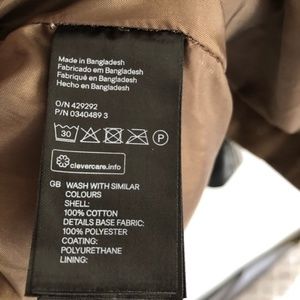 Made in Bangladesh
Fabricado em Bangladesh
Fabriqué en Bangladesh
Hecho en Bangladesh
O/N 429292
P/N 0340489 3
30 P
clevercare.info
GB WASH WITH SIMILAR
COLOURS
SHELL:
100% COTTON
DETAILS BASE FABRIC:
100% POLYESTER
COATING:
POLYURETHANE
LINING: